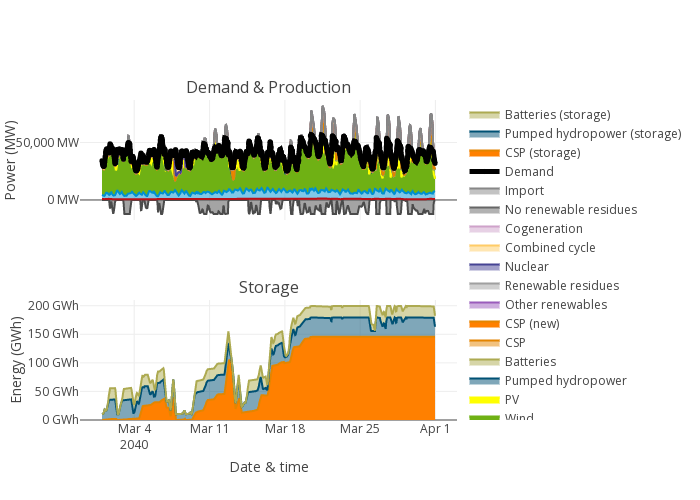 Demand & Production
Power (MW)
50,000 MW
0 MW
Storage
Energy (GWh)
200 GWh
150 GWh
100 GWh
50 GWh
0 GWh
Mar 4
2040
Mar 11
Mar 18
Mar 25
Apr 1
Date & time
Batteries (storage)
Pumped hydropower (storage)
CSP (storage)
Demand
Import
No renewable residues
Cogeneration
Combined cycle
Nuclear
Renewable residues
Other renewables
CSP (new)
CSP
Batteries
Pumped hydropower
PV
Wind